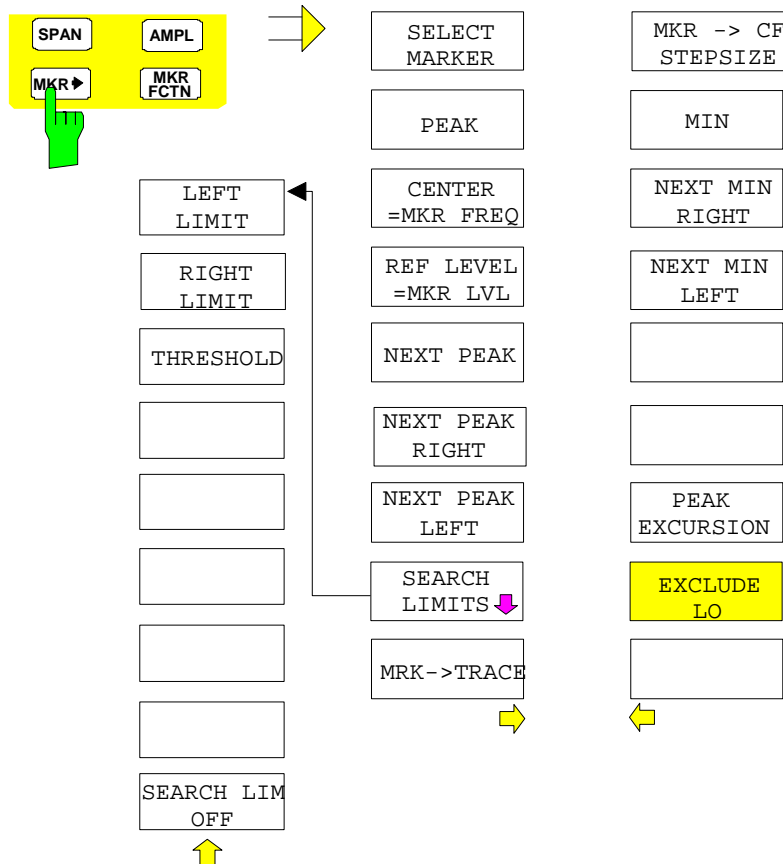 SPAN
AMPL
MKR
MKR
FCTN
SELECT
MARKER
PEAK
CENTER
=MKR FREQ
REF LEVEL
=MKR LVL
NEXT PEAK
NEXT PEAK
RIGHT
NEXT PEAK
LEFT
SEARCH
LIMITS
MRK->TRACE
MKR -> CF
STEPSIZE
MIN
NEXT MIN
RIGHT
NEXT MIN
LEFT
PEAK
EXCURSION
EXCLUDE
LO
LEFT
LIMIT
RIGHT
LIMIT
THRESHOLD
SEARCH LIM
OFF